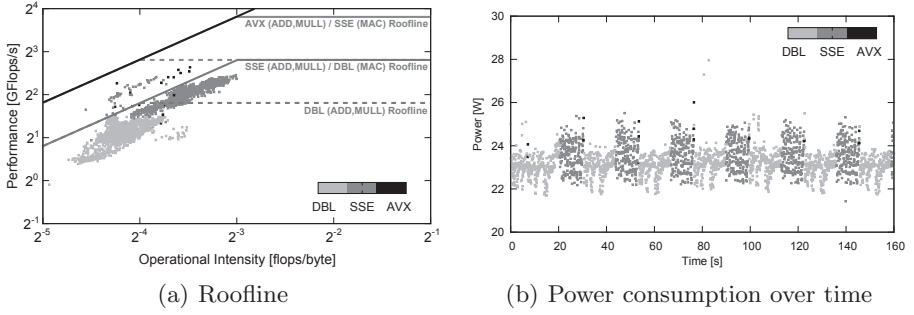 2^4
2^3
2^2
2^1
2^0
2^-1
Performance [GFlops/s]
AVX (ADD,MULL) / SSE (MAC) Roofline
SSE (ADD,MULL) / DBL (MAC) Roofline
DBL (ADD,MULL) Roofline
DBL SSE AVX
2^-5 2^-4 2^-3 2^-2 2^-1
Operational Intensity [flops/byte]
(a) Roofline
30
28
26
24
22
20
Power [W]
DBL SSE AVX
0 20 40 60 80 100 120 140 160
Time [s]
(b) Power consumption over time